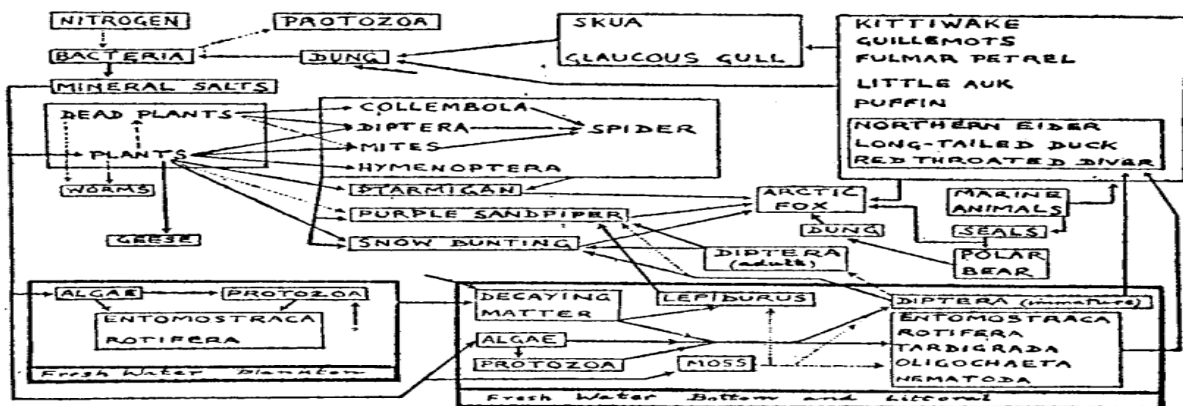 NITROGEN
PROTOZOA
BACTERIA
DUNG
MINERAL SALTS
SKUA
GLAUCOUS GULL
KITTIWAKE
GUILLEMOTS
FULMAR PETREL
LITTLE AUK
PUFFIN
NORTHERN EIDER
LONG-TAILED DUCK
RED THROATED DIVER
DEAD PLANTS
PLANTS
WORMS
GEESE
COLLEMBOLA
DIPTERA
MITES
HYMENOPTERA
SPIDER
PTARMIGAN
PURPLE SANDPIPER
SNOW BUNTING
ARCTIC
FOX
MARINE
ANIMALS
DUNG
SEALS
POLAR
BEAR
DIPTERA
(adult)
ALGAE
PROTOZOA
ENTOMOSTRACA
ROTIFERA
Fresh Water Plankton
DECAYING
MATTER
LEPIDURUS
DIPTERA (immature)
ALGAE
PROTOZOA
MOSS
ENTOMOSTRACA
ROTIFERA
TARDIGRADA
OLIGOCHAETA
NEMATODA
Fresh Water Bottom and Littoral